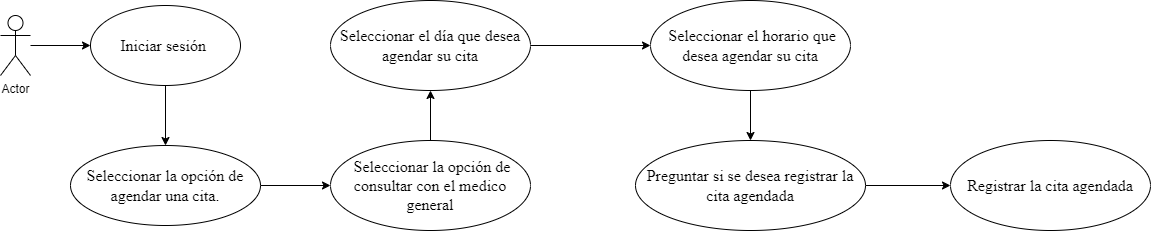 Actor
Iniciar sesión
Seleccionar la opción de
agendar una cita.
Seleccionar la opción de
consultar con el medico
general
Seleccionar el día que desea
agendar su cita
Seleccionar el horario que
desea agendar su cita
Preguntar si se desea registrar la
cita agendada
Registrar la cita agendada